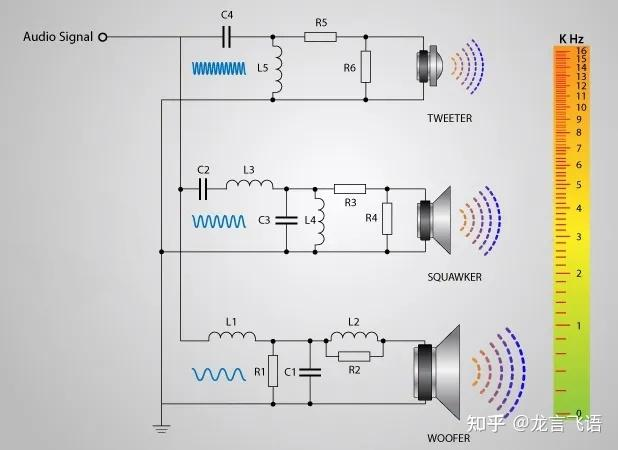 Audio Signal
C4
R5
L5
R6
TWEETER
C2
L3
C3
L4
R3
R4
SQUAWKER
L1
R1
C1
L2
R2
WOOFER
K Hz
16
15
14
13
12
11
10
9
8
7
6
5
4
3
2
1
0
知乎 @龙言飞语